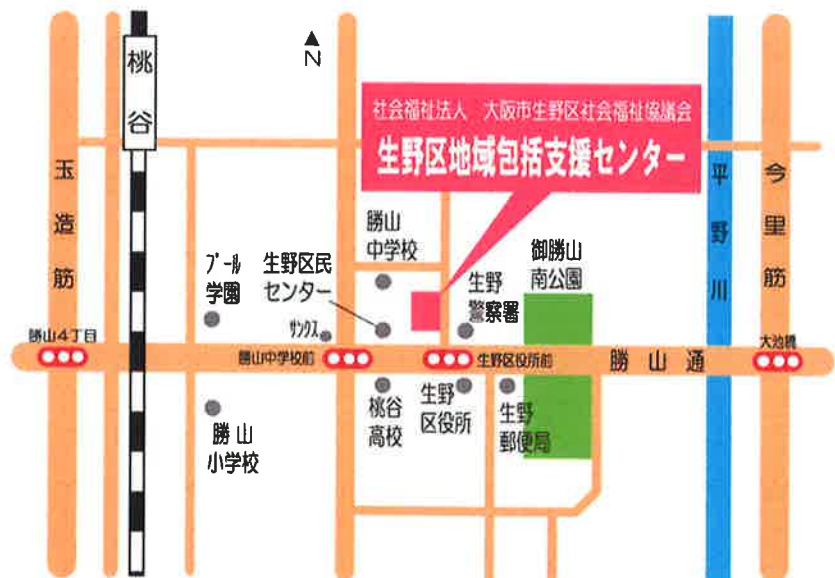 桃谷
N
社会福祉法人 大阪市生野区社会福祉協議会
生野区地域包括支援センター
玉造筋
平野川
今里筋
勝山
中学校
プール
学園
生野区民
センター
生野
警察署
御勝山
南公園
サンクス
勝山4丁目
勝山中学校前
生野区役所前
勝山通
大池橋
勝山
小学校
桃谷
高校
生野
区役所
生野
郵便局